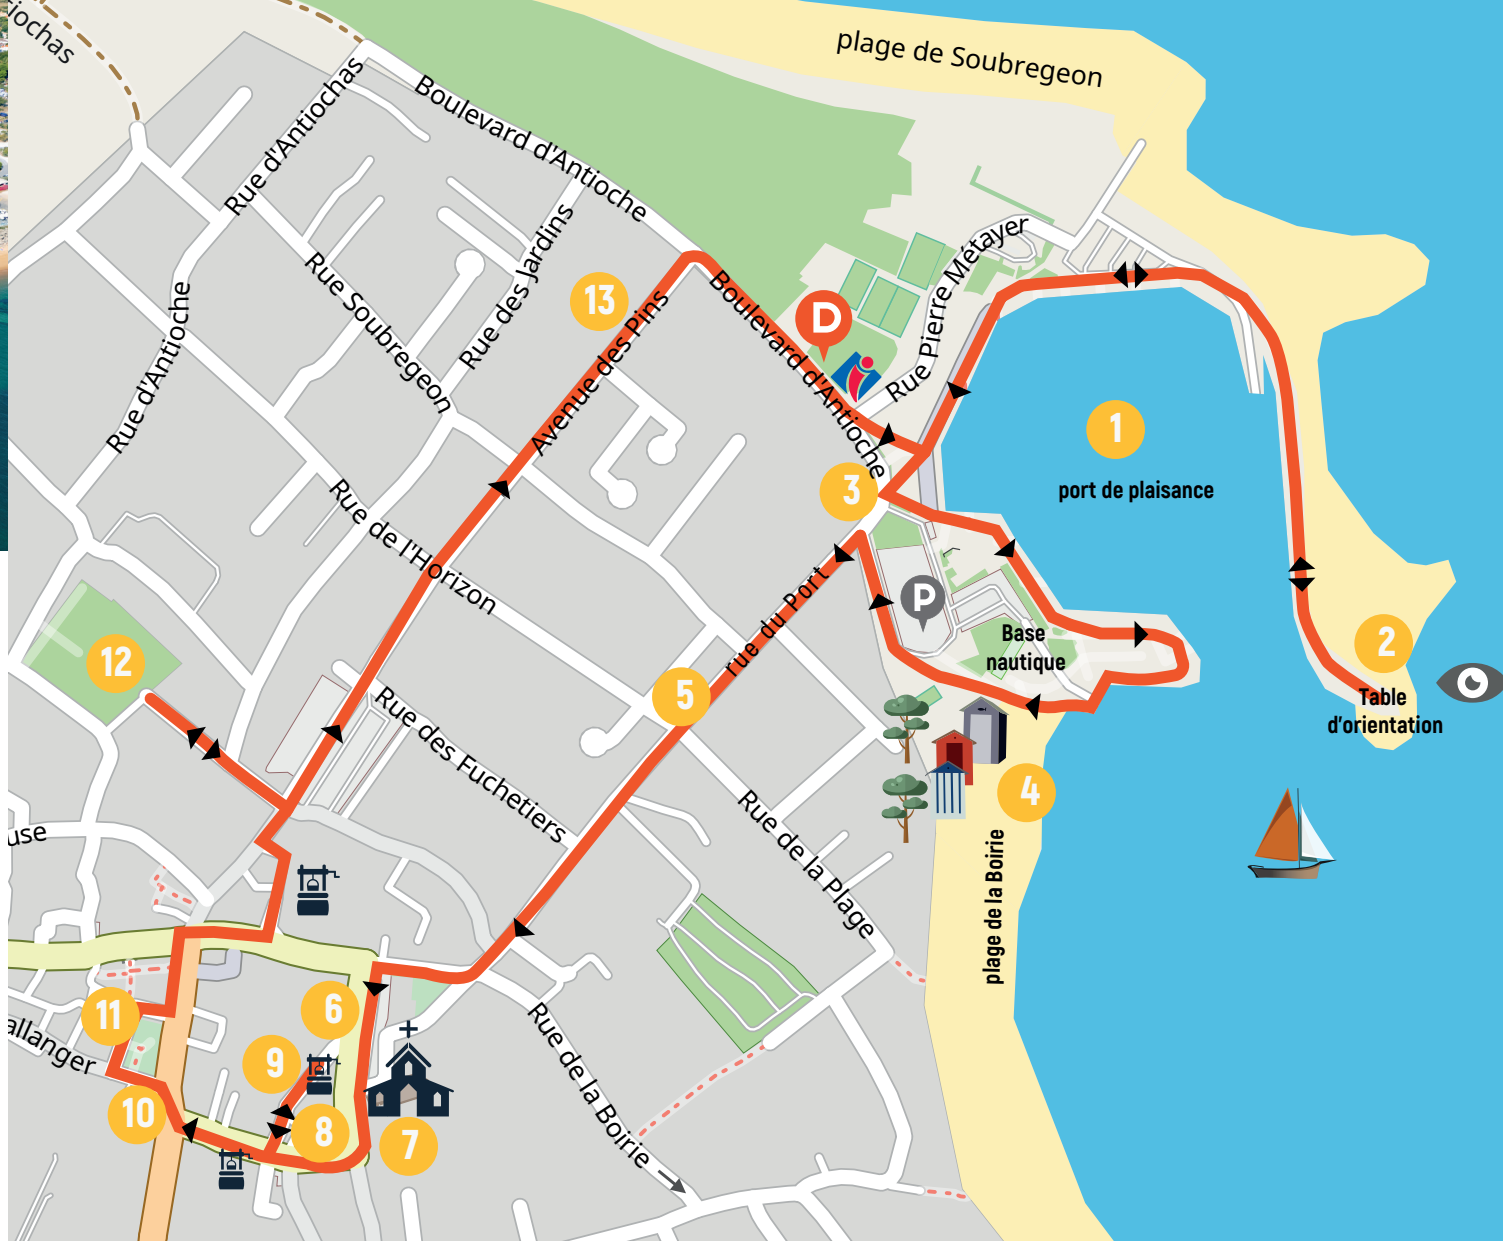 plage de Soubregeon
iochas
Rue d'Antiochas
Boulevard d'Antioche
Rue d'Antioche
Rue Soubregeon
Rue des Jardins
13
Avenue des Pins
Boulevard d'Antioche
D
Rue Pierre Métayer
1
port de plaisance
3
Rue de l'Horizon
rue du Port
P
Base
nautique
2
Table
d'orientation
12
5
Rue des Fuchetiers
4
plage de la Boirie
Rue de la Plage
use
6
11
allanger
9
10
8
7
Rue de la Boirie